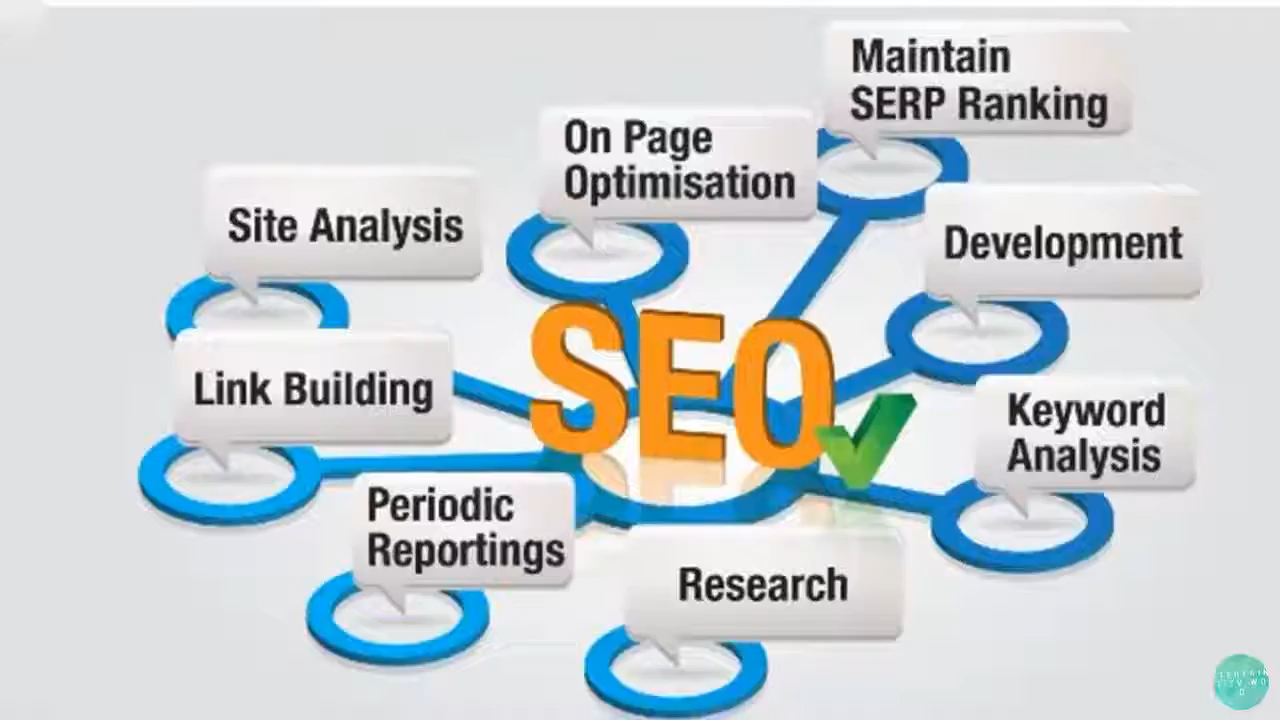 Maintain
SERP Ranking
On Page
Optimisation
Site Analysis
Development
SEO
Link Building
Keyword
Analysis
Periodic
Reportings
Research